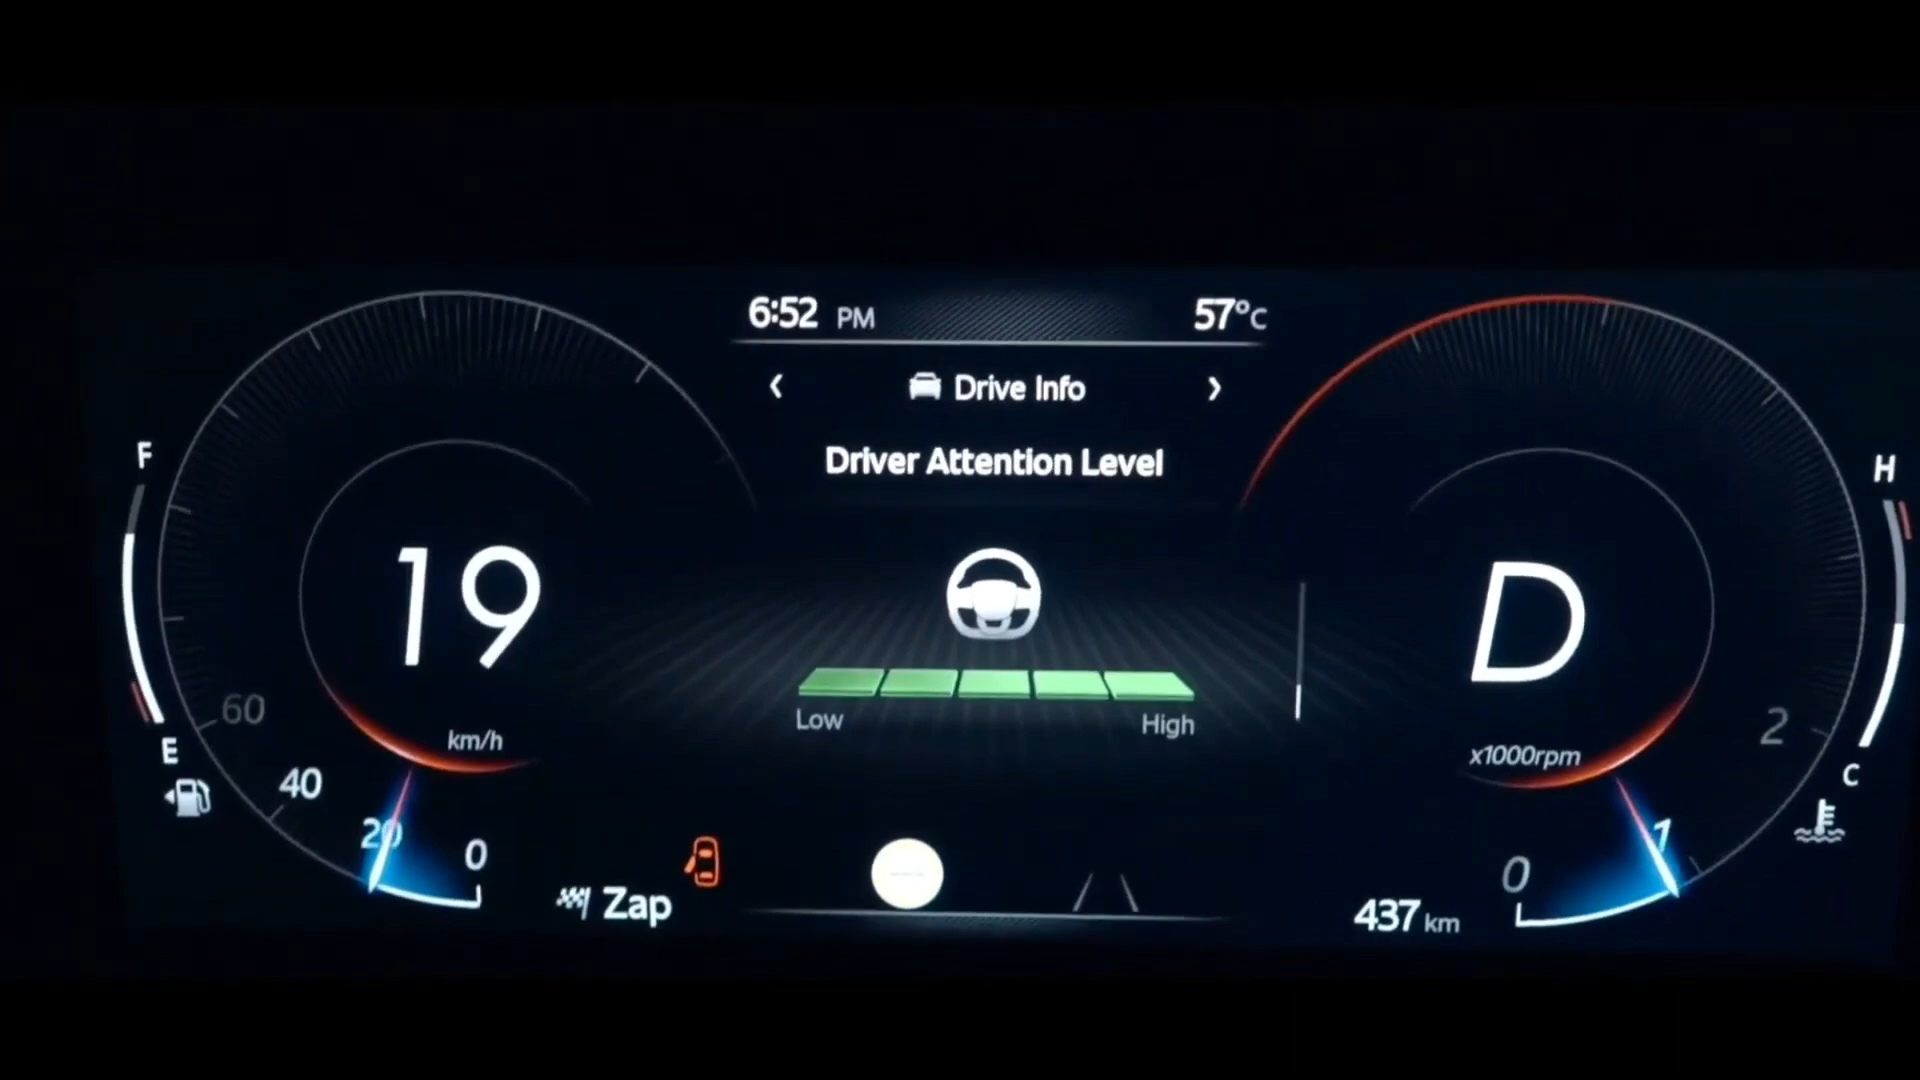 6:52 PM 57°C
Drive Info
Driver Attention Level
F
H
19
D
Low High
60
2
E
km/h
x1000rpm
C
40
20
0
1
0
Zap
437 km